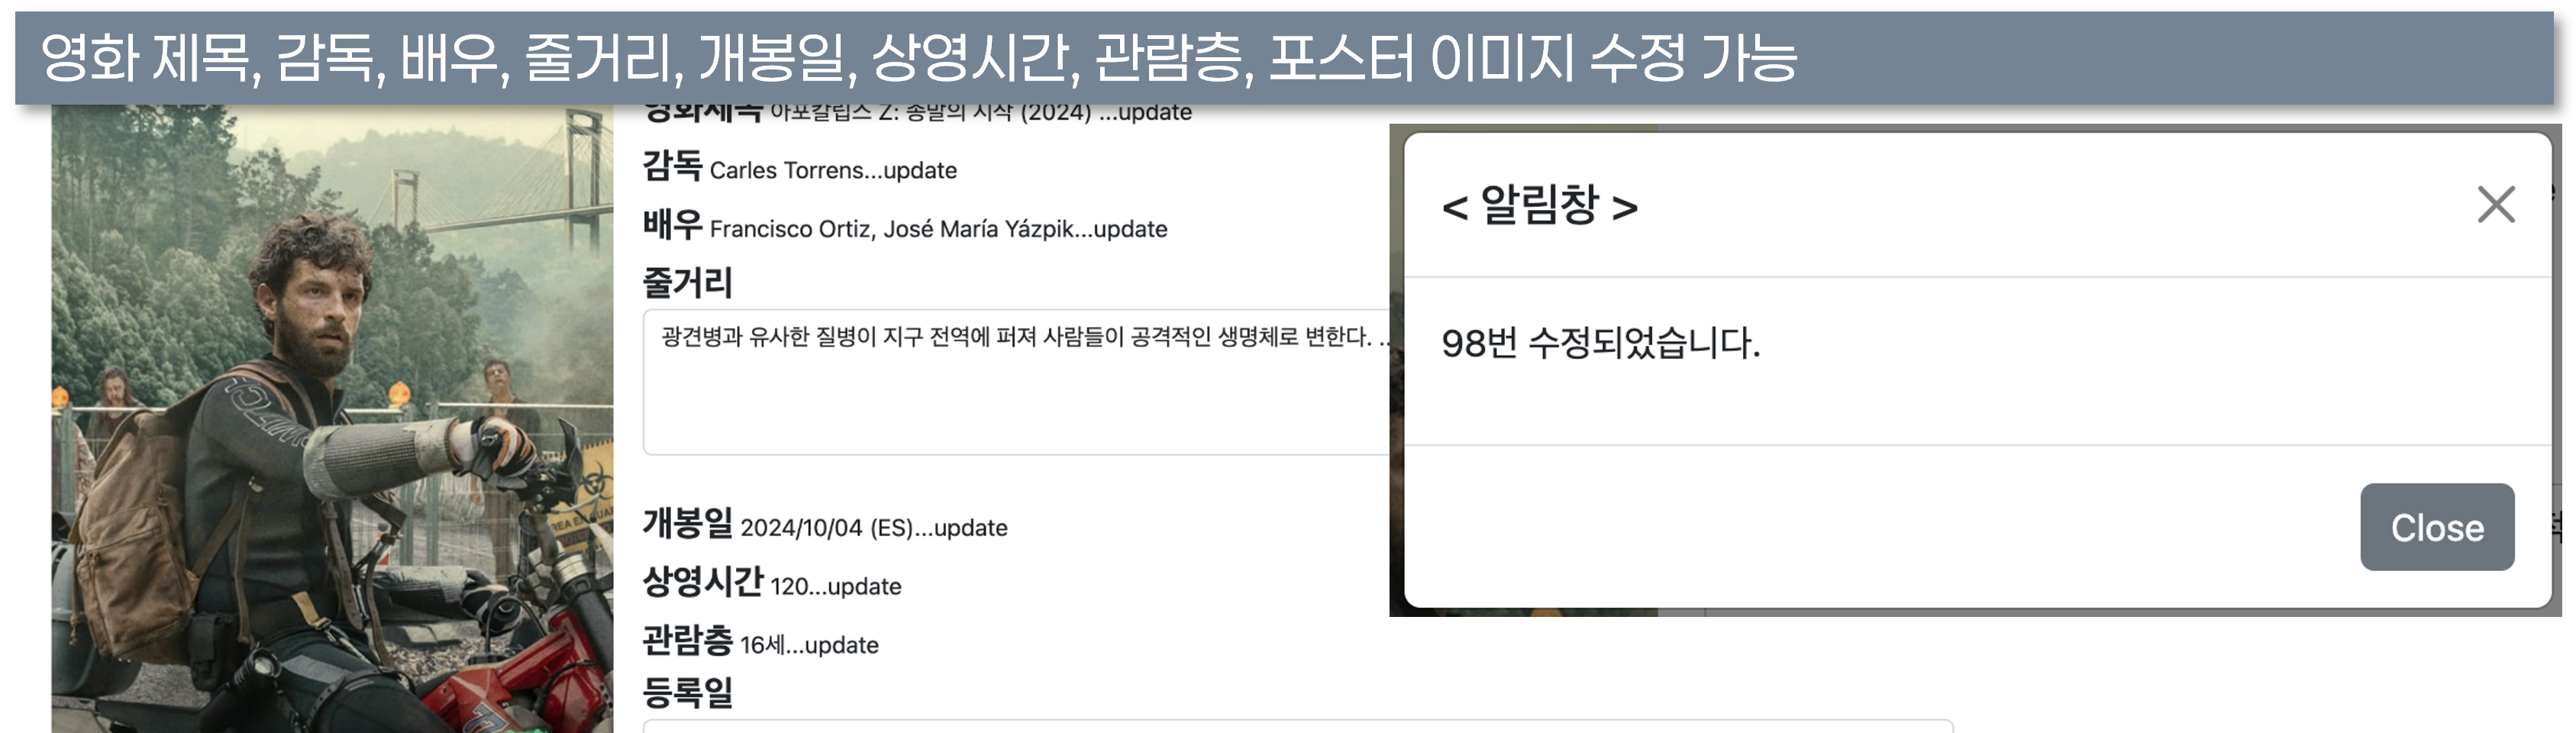 영화 제목, 감독, 배우, 줄거리, 개봉일, 상영시간, 관람층, 포스터 이미지 수정 가능
영화제목 아포칼립스 Z: 종말의 시작 (2024) ...update
감독 Carles Torrens...update
배우 Francisco Ortiz, José María Yázpik...update
줄거리
광견병과 유사한 질병이 지구 전역에 퍼져 사람들이 공격적인 생명체로 변한다. ..
개봉일 2024/10/04 (ES)...update
상영시간 120...update
관람층 16세...update
등록일
< 알림창 >
98번 수정되었습니다.
Close